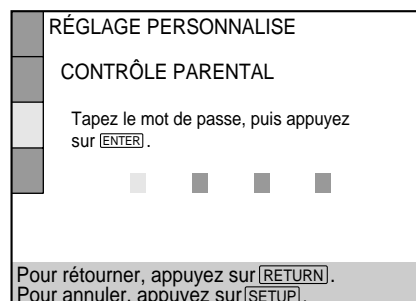 RÉGLAGE PERSONNALISE
CONTRÔLE PARENTAL
Tapez le mot de passe, puis appuyez
sur ENTER .
Pour rétourner, appuyez sur RETURN .
Pour annuler, appuyez sur SETUP .